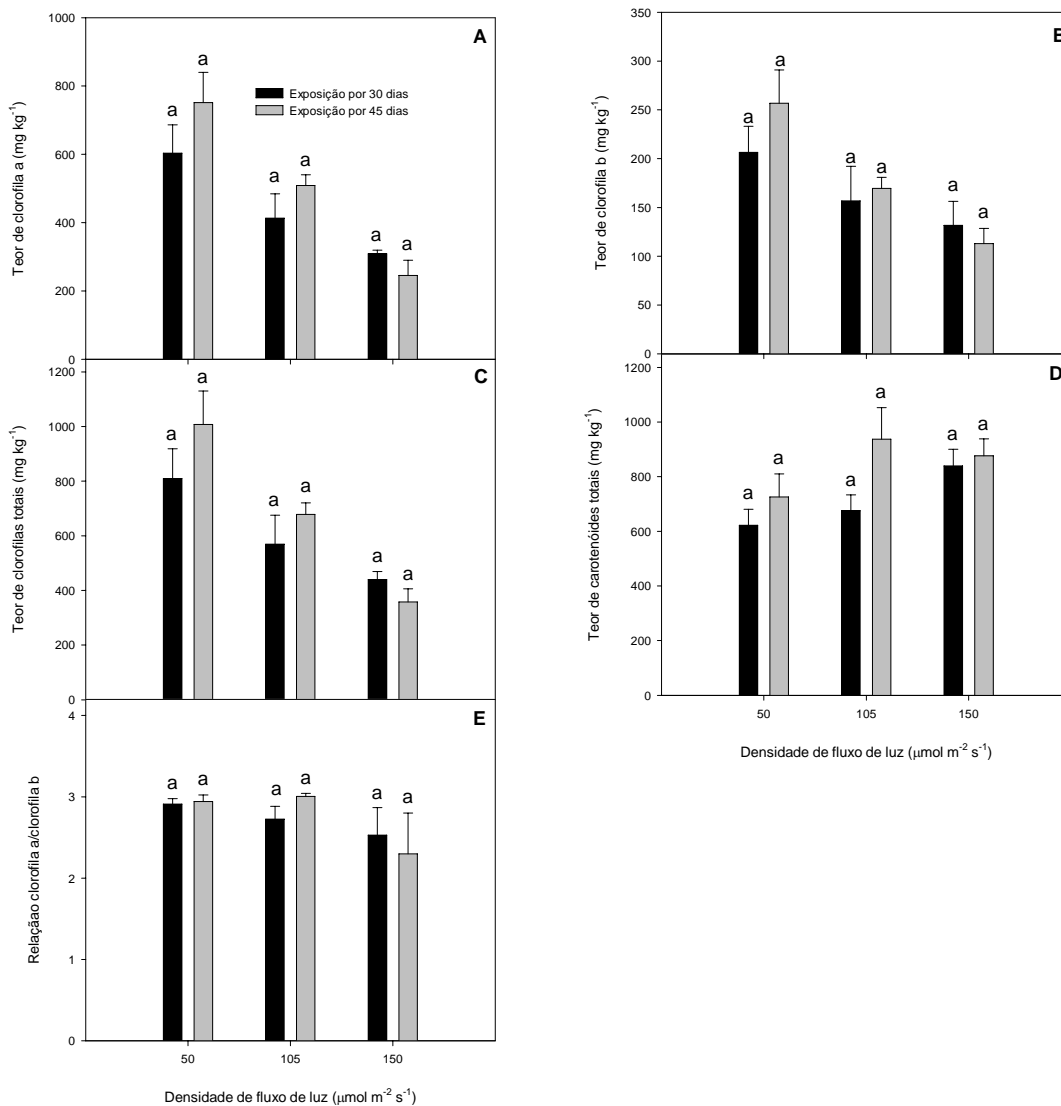 A
1000
800
600
400
200
0
Teor de clorofila a (mg kg⁻¹)
Exposição por 30 dias
Exposição por 45 dias
a
a
a
a
a
a
350
300
250
200
150
100
50
0
Teor de clorofila b (mg kg⁻¹)
a
a
a
a
a
a
C
1200
1000
800
600
400
200
0
Teor de clorofilas totais (mg kg⁻¹)
a
a
a
a
a
a
D
1200
1000
800
600
400
200
0
Teor de carotenóides totais (mg kg⁻¹)
a
a
a
a
a
a
50
105
150
Densidade de fluxo de luz (μmol m⁻² s⁻¹)
E
4
3
2
1
0
Relaçãao clorofila a/clorofila b
a
a
a
a
a
a
50
105
150
Densidade de fluxo de luz (μmol m⁻² s⁻¹)